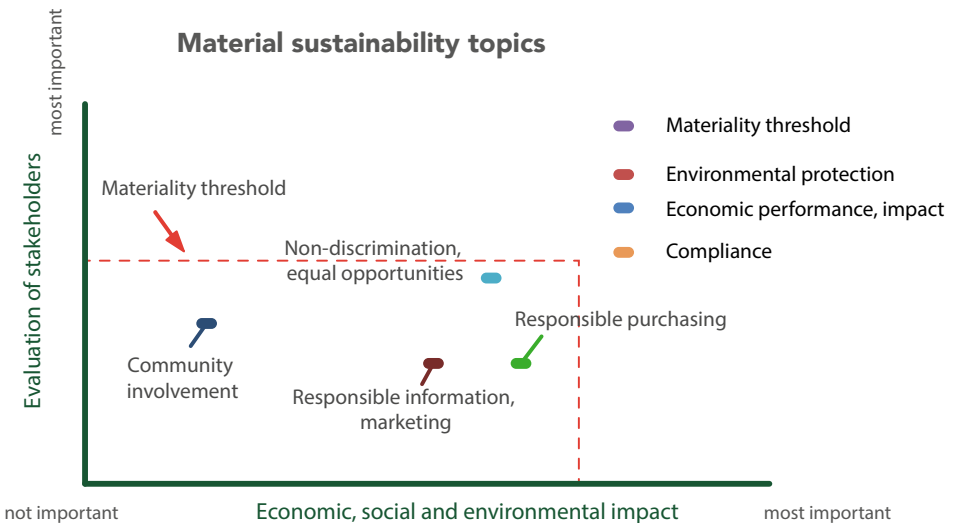 Material sustainability topics
most important
Evaluation of stakeholders
Materiality threshold
Non-discrimination,
equal opportunities
Community
involvement
Responsible information,
marketing
Responsible purchasing
Materiality threshold
Environmental protection
Economic performance, impact
Compliance
not important
Economic, social and environmental impact
most important